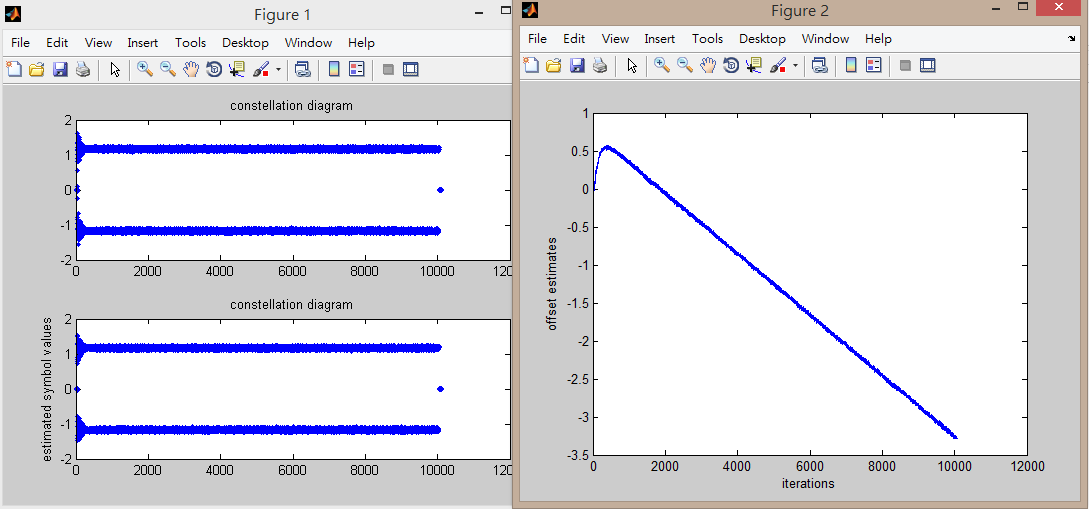 Figure 1
File Edit View Insert Tools Desktop Window Help
constellation diagram
2
1
0
-1
-2
0 2000 4000 6000 8000 10000 120
constellation diagram
estimated symbol values
2
1
0
-1
-2
0 2000 4000 6000 8000 10000 120
Figure 2
File Edit View Insert Tools Desktop Window Help
offset estimates
1
0.5
0
-0.5
-1
-1.5
-2
-2.5
-3
-3.5
0 2000 4000 6000 8000 10000 12000
iterations